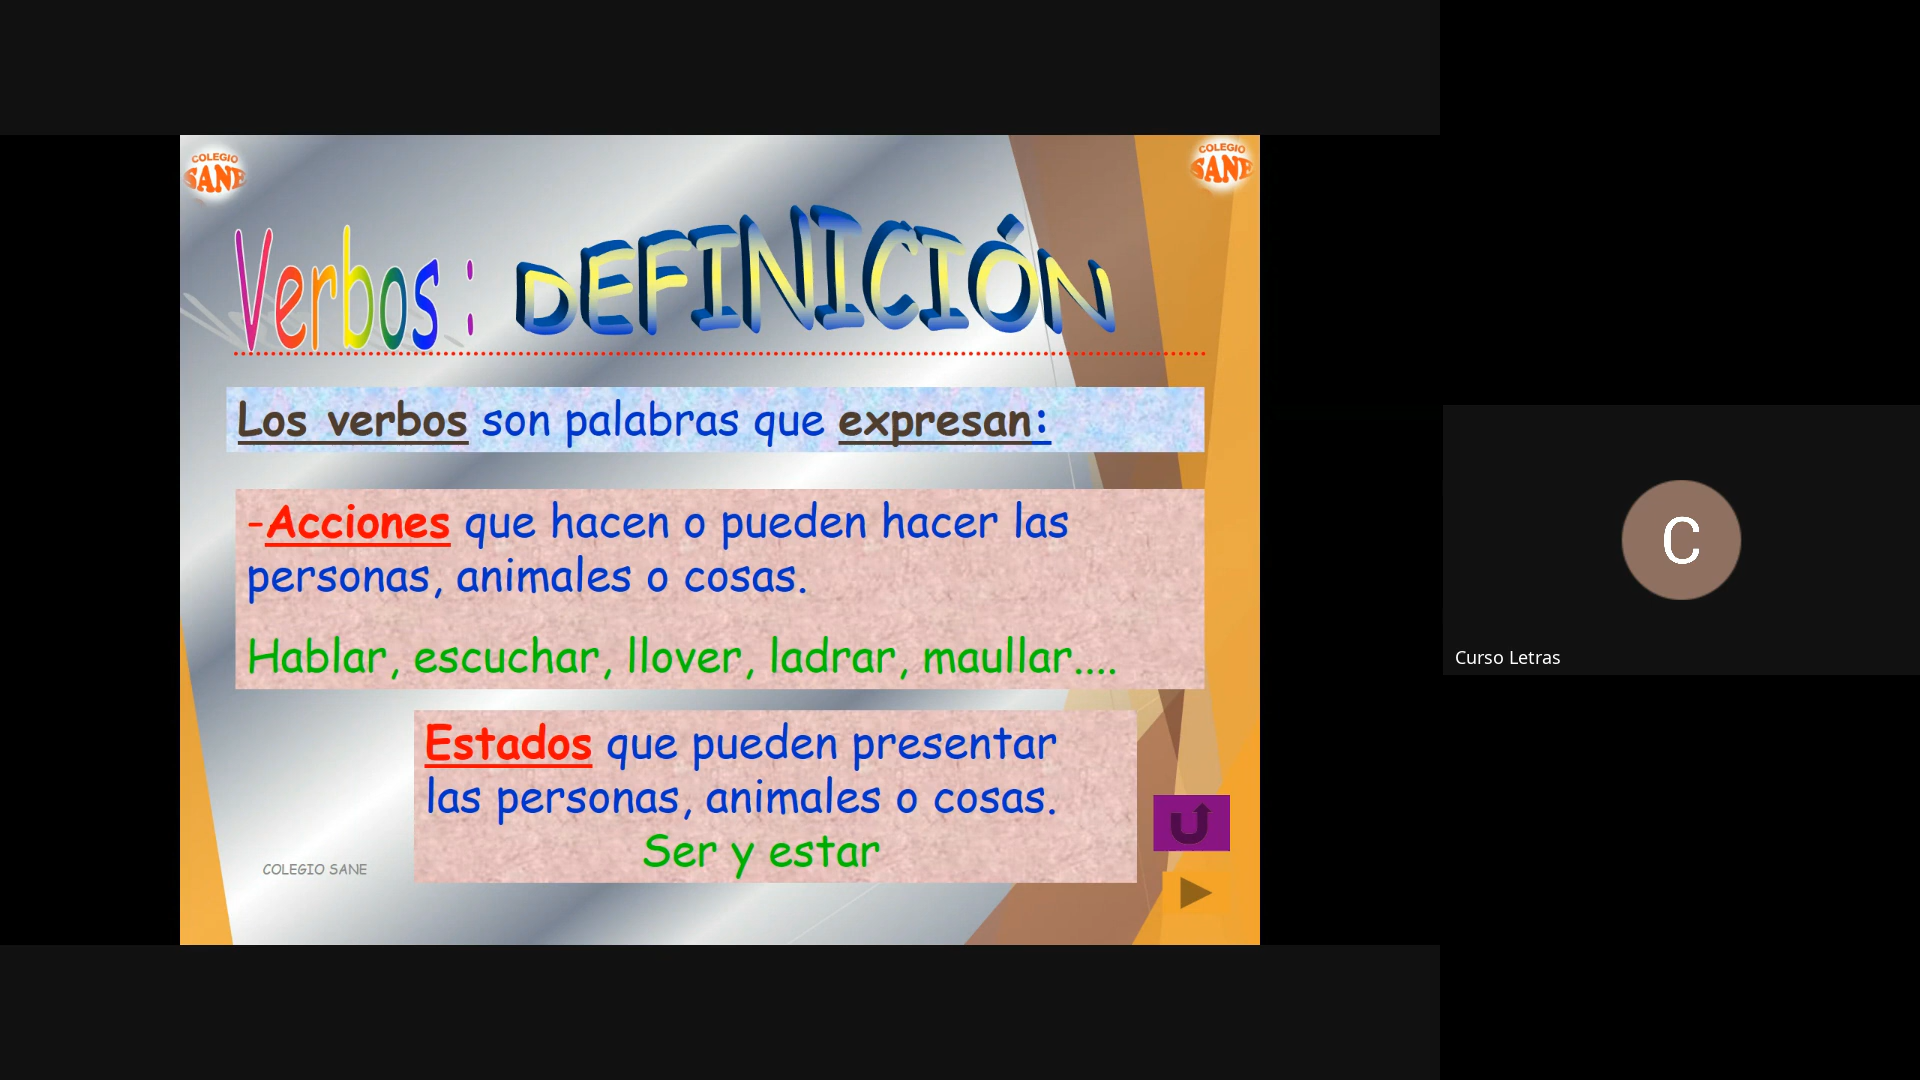 COLEGIO
SANE
COLEGIO
SANE
Verbos : DEFINICIÓN
Los verbos son palabras que expresan:
-Acciones que hacen o pueden hacer las
personas, animales o cosas.
Hablar, escuchar, llover, ladrar, maullar....
Estados que pueden presentar
las personas, animales o cosas.
Ser y estar
COLEGIO SANE
C
Curso Letras